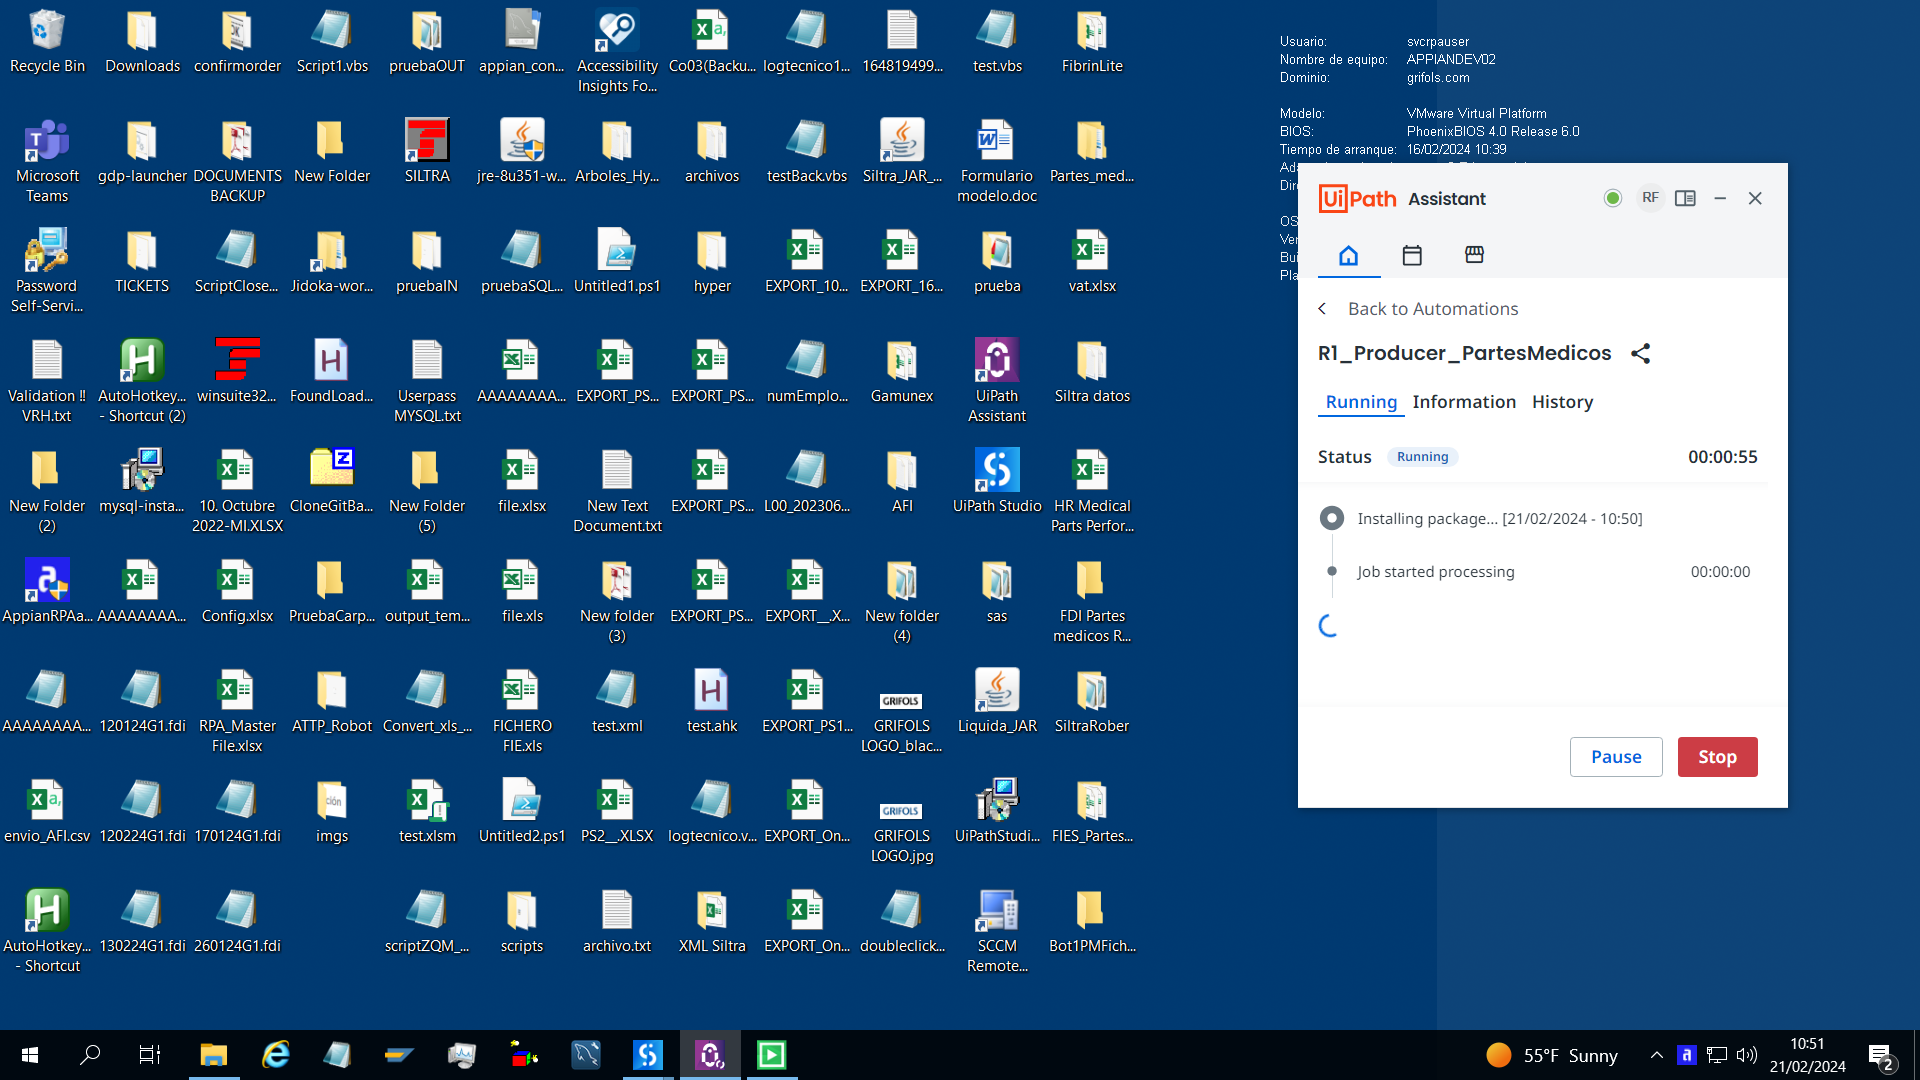 Recycle Bin
Downloads
confirmorder
Script1.vbs
pruebaOUT
appian_con...
Accessibility
Insights Fo...
Co03(Backu...
logtecnico1...
164819499...
test.vbs
FibrinLite
Microsoft
Teams
gdp-launcher
DOCUMENTS
BACKUP
New Folder
SILTRA
jre-8u351-w...
Arboles_Hy...
archivos
testBack.vbs
Siltra_JAR_...
Formulario
modelo.doc
Partes_med...
Password
Self-Servi...
TICKETS
ScriptClose...
Jidoka-wor...
pruebaIN
pruebaSQL...
Untitled1.ps1
hyper
EXPORT_10...
EXPORT_16...
prueba
vat.xlsx
Validation !!
VRH.txt
AutoHotkey...
- Shortcut (2)
winsuite32...
FoundLoad...
Userpass
MYSQL.txt
AAAAAAAA...
EXPORT_PS...
EXPORT_PS...
numEmplo...
Gamunex
UiPath
Assistant
Siltra datos
New Folder
(2)
mysql-insta...
10. Octubre
2022-MI.XLSX
CloneGitBa...
New Folder
(5)
file.xlsx
New Text
Document.txt
EXPORT_PS...
L00_202306...
AFI
UiPath Studio
HR Medical
Parts Perfor...
AppianRPAa...
AAAAAAAA...
Config.xlsx
PruebaCarp...
output_tem...
file.xls
New folder
(3)
EXPORT_PS...
EXPORT__.X...
New folder
(4)
sas
FDI Partes
medicos R...
AAAAAAAA...
120124G1.fdi
RPA_Master
File.xlsx
ATTP_Robot
Convert_xls_...
FICHERO
FIE.xls
test.xml
test.ahk
EXPORT_PS1...
GRIFOLS
GRIFOLS
LOGO_blac...
Liquida_JAR
SiltraRober
envio_AFI.csv
120224G1.fdi
170124G1.fdi
ción
imgs
test.xlsm
Untitled2.ps1
PS2__.XLSX
logtecnico.v...
EXPORT_On...
GRIFOLS
GRIFOLS
LOGO.jpg
UiPathStudi...
FIES_Partes...
AutoHotkey...
- Shortcut
130224G1.fdi
260124G1.fdi
scriptZQM_...
scripts
archivo.txt
XML Siltra
EXPORT_On...
doubleclick...
SCCM
Remote...
Bot1PMFich...
Usuario: svcrpauser
Nombre de equipo: APPIANDEV02
Dominio: grifols.com
Modelo: VMware Virtual Platform
BIOS: PhoenixBIOS 4.0 Release 6.0
Tiempo de arranque: 16/02/2024 10:39
UiPath Assistant
RF
Back to Automations
R1_Producer_PartesMedicos
Running Information History
Status Running 00:00:55
Installing package... [21/02/2024 - 10:50]
Job started processing 00:00:00
Pause Stop
55°F Sunny
10:51
21/02/2024
2